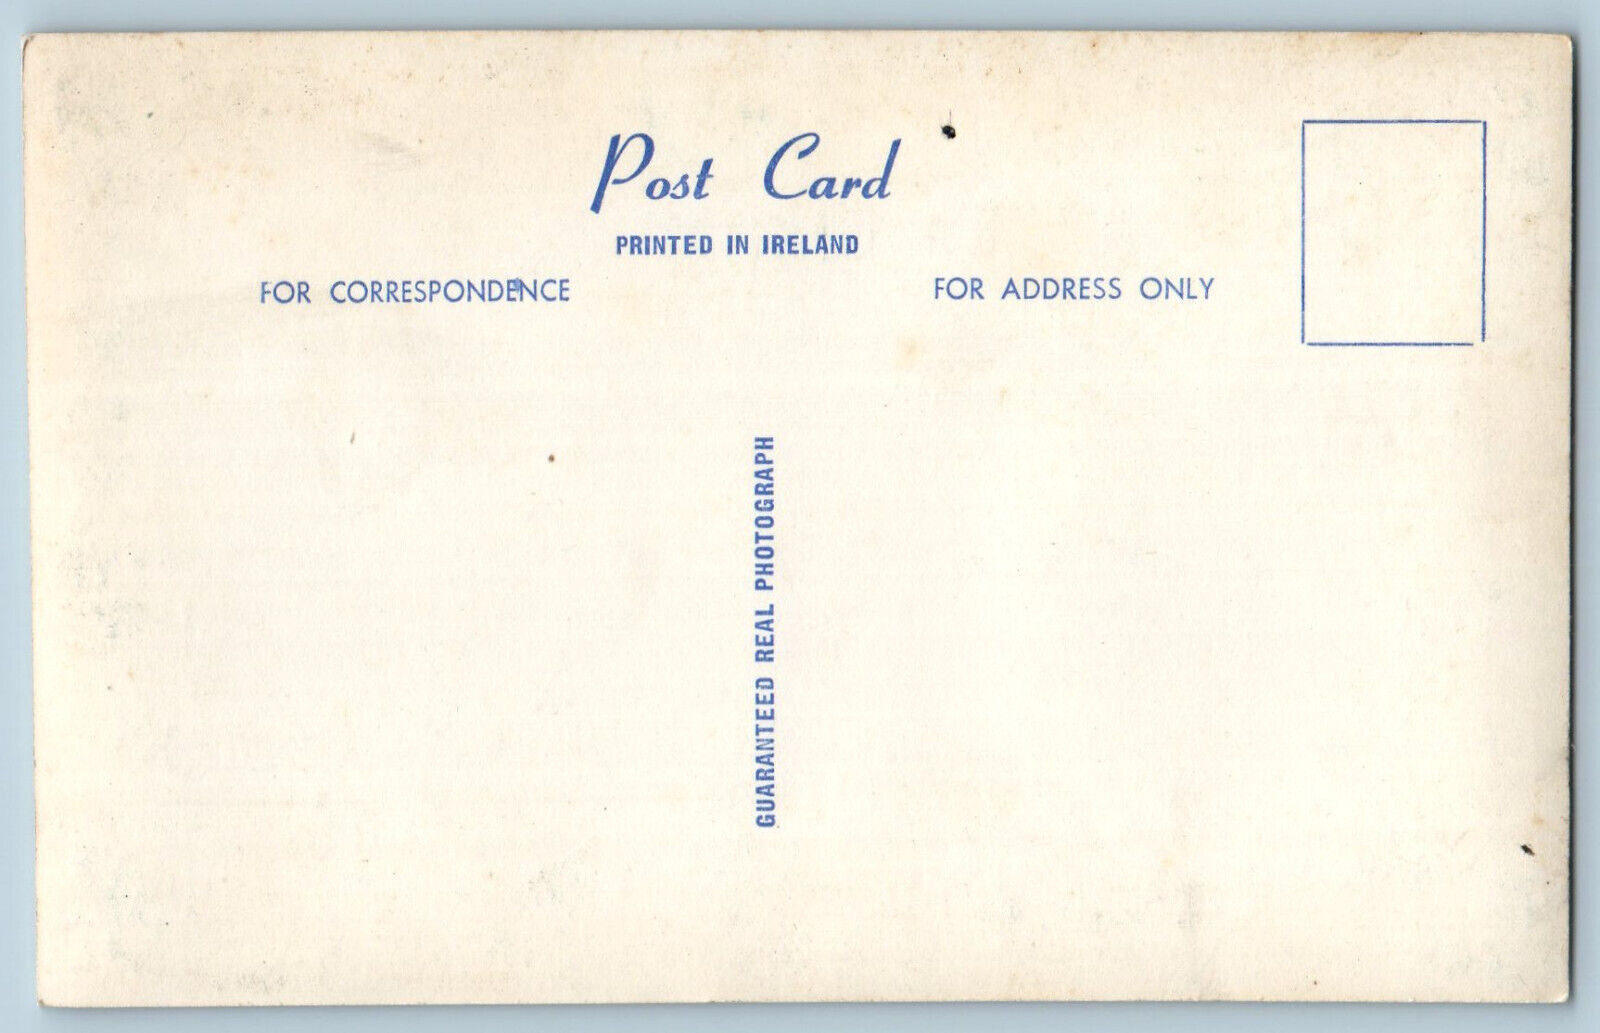 Post Card
PRINTED IN IRELAND
FOR CORRESPONDENCE
FOR ADDRESS ONLY
GUARANTEED REAL PHOTOGRAPH